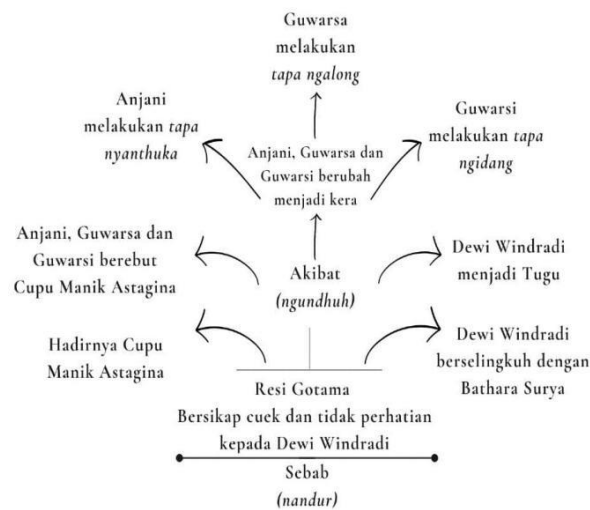 Guwarsa
melakukan
tapa ngalong
Anjani
melakukan tapa
nyanthuka
Guwarsi
melakukan tapa
ngidang
Anjani, Guwarsa dan
Guwarsi berubah
menjadi kera
Anjani, Guwarsa dan
Guwarsi berebut
Cupu Manik Astagina
Akibat
(ngundhuh)
Dewi Windradi
menjadi Tugu
Hadirnya Cupu
Manik Astagina
Dewi Windradi
berselingkuh dengan
Bathara Surya
Resi Gotama
Bersikap cuek dan tidak perhatian
kepada Dewi Windradi
Sebab
(nandur)